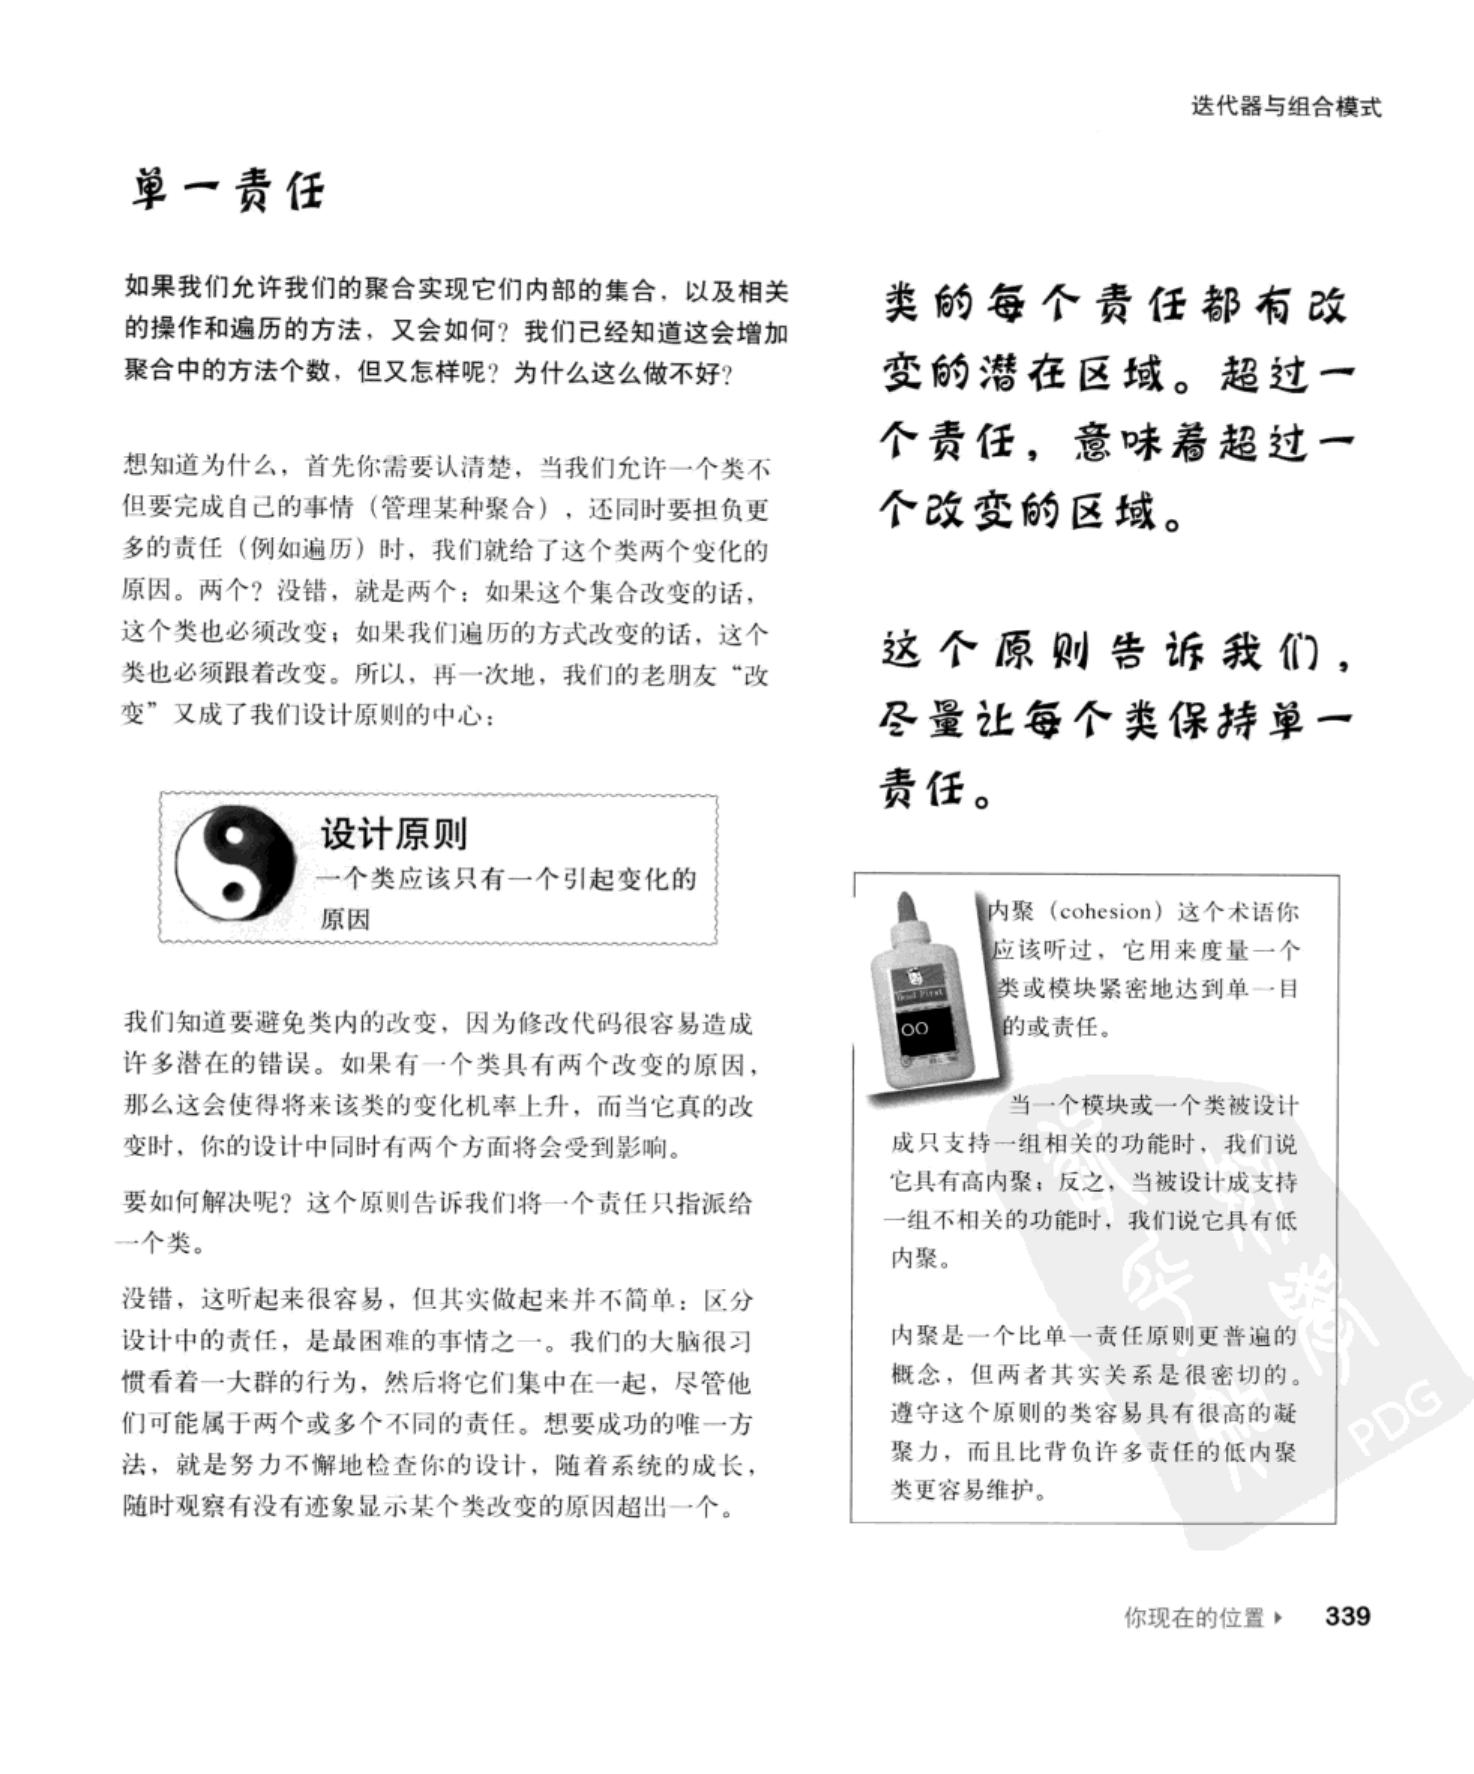 迭代器与组合模式
单一责任
如果我们允许我们的聚合实现它们内部的集合，以及相关
的操作和遍历的方法，又会如何？我们已经知道这会增加
聚合中的方法个数，但又怎样呢？为什么这么做不好？
想知道为什么，首先你需要认清楚，当我们允许一个类不
但要完成自己的事情（管理某种聚合），还同时要担负更
多的责任（例如遍历）时，我们就给了这个类两个变化的
原因。两个？没错，就是两个：如果这个集合改变的话，
这个类也必须改变；如果我们遍历的方式改变的话，这个
类也必须跟着改变。所以，再一次地，我们的老朋友“改
变”又成了我们设计原则的中心：
设计原则
一个类应该只有一个引起变化的
原因
我们知道要避免类内的改变，因为修改代码很容易造成
许多潜在的错误。如果有一个类具有两个改变的原因，
那么这会使得将来该类的变化机率上升，而当它真的改
变时，你的设计中同时有两个方面将会受到影响。
要如何解决呢？这个原则告诉我们将一个责任只指派给
一个类。
没错，这听起来很容易，但其实做起来并不简单：区分
设计中的责任，是最困难的事情之一。我们的大脑很习
惯看着一大群的行为，然后将它们集中在一起，尽管他
们可能属于两个或多个不同的责任。想要成功的唯一方
法，就是努力不懈地检查你的设计，随着系统的成长，
随时观察有没有迹象显示某个类改变的原因超出一个。
类的每个责任都有改
变的潜在区域。超过一
个责任，意味着超过一
个改变的区域。
这个原则告诉我们，
尽量让每个类保持单一
责任。
内聚（cohesion）这个术语你
应该听过，它用来度量一个
类或模块紧密地达到单一目
的或责任。
Head First
OO
当一个模块或一个类被设计
成只支持一组相关的功能时，我们说
它具有高内聚；反之，当被设计成支持
一组不相关的功能时，我们说它具有低
内聚。
内聚是一个比单一责任原则更普遍的
概念，但两者其实关系是很密切的。
遵守这个原则的类容易具有很高的凝
聚力，而且比背负许多责任的低内聚
类更容易维护。
PDG
你现在的位置 ▸ 339